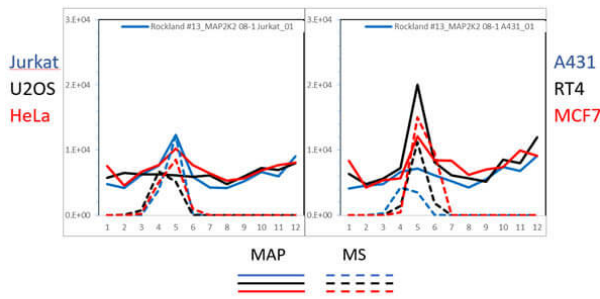 3.E+04
Rockland #13_MAP2K2 08-1 Jurkat_01
2.E+04
1.E+04
0.E+00
1 2 3 4 5 6 7 8 9 10 11 12
Jurkat
U2OS
HeLa
3.E+04
Rockland #13_MAP2K2 08-1 A431_01
2.E+04
1.E+04
0.E+00
1 2 3 4 5 6 7 8 9 10 11 12
A431
RT4
MCF7
MAP MS